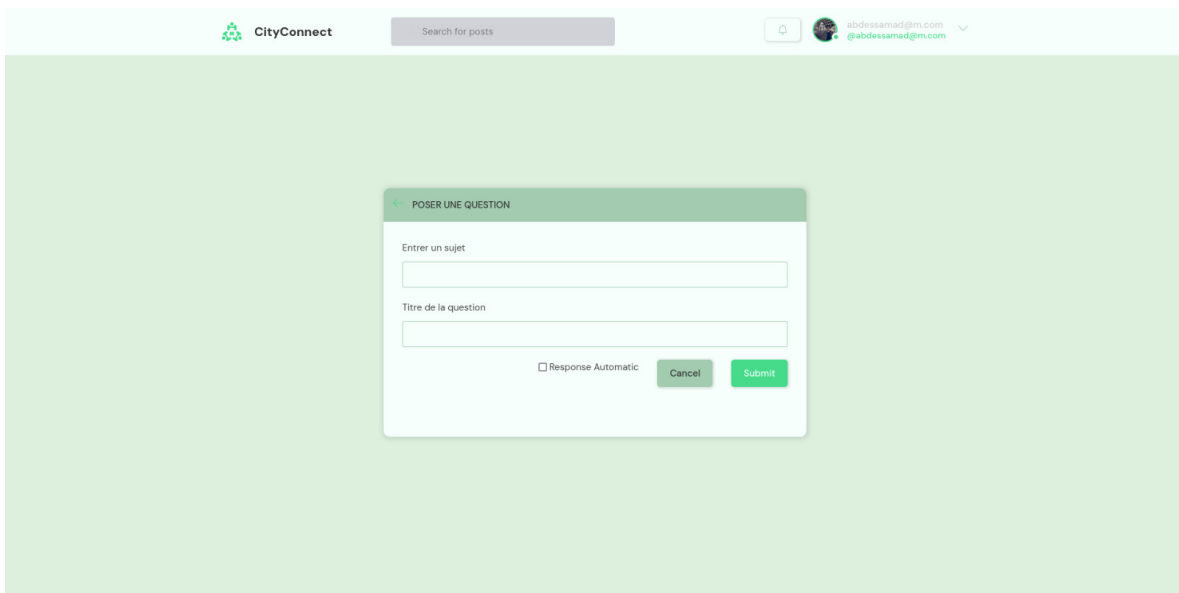 CityConnect
Search for posts
abdessamad@m.com
@abdessamad@m.com
POSER UNE QUESTION
Entrer un sujet
Titre de la question
Response Automatic
Cancel
Submit